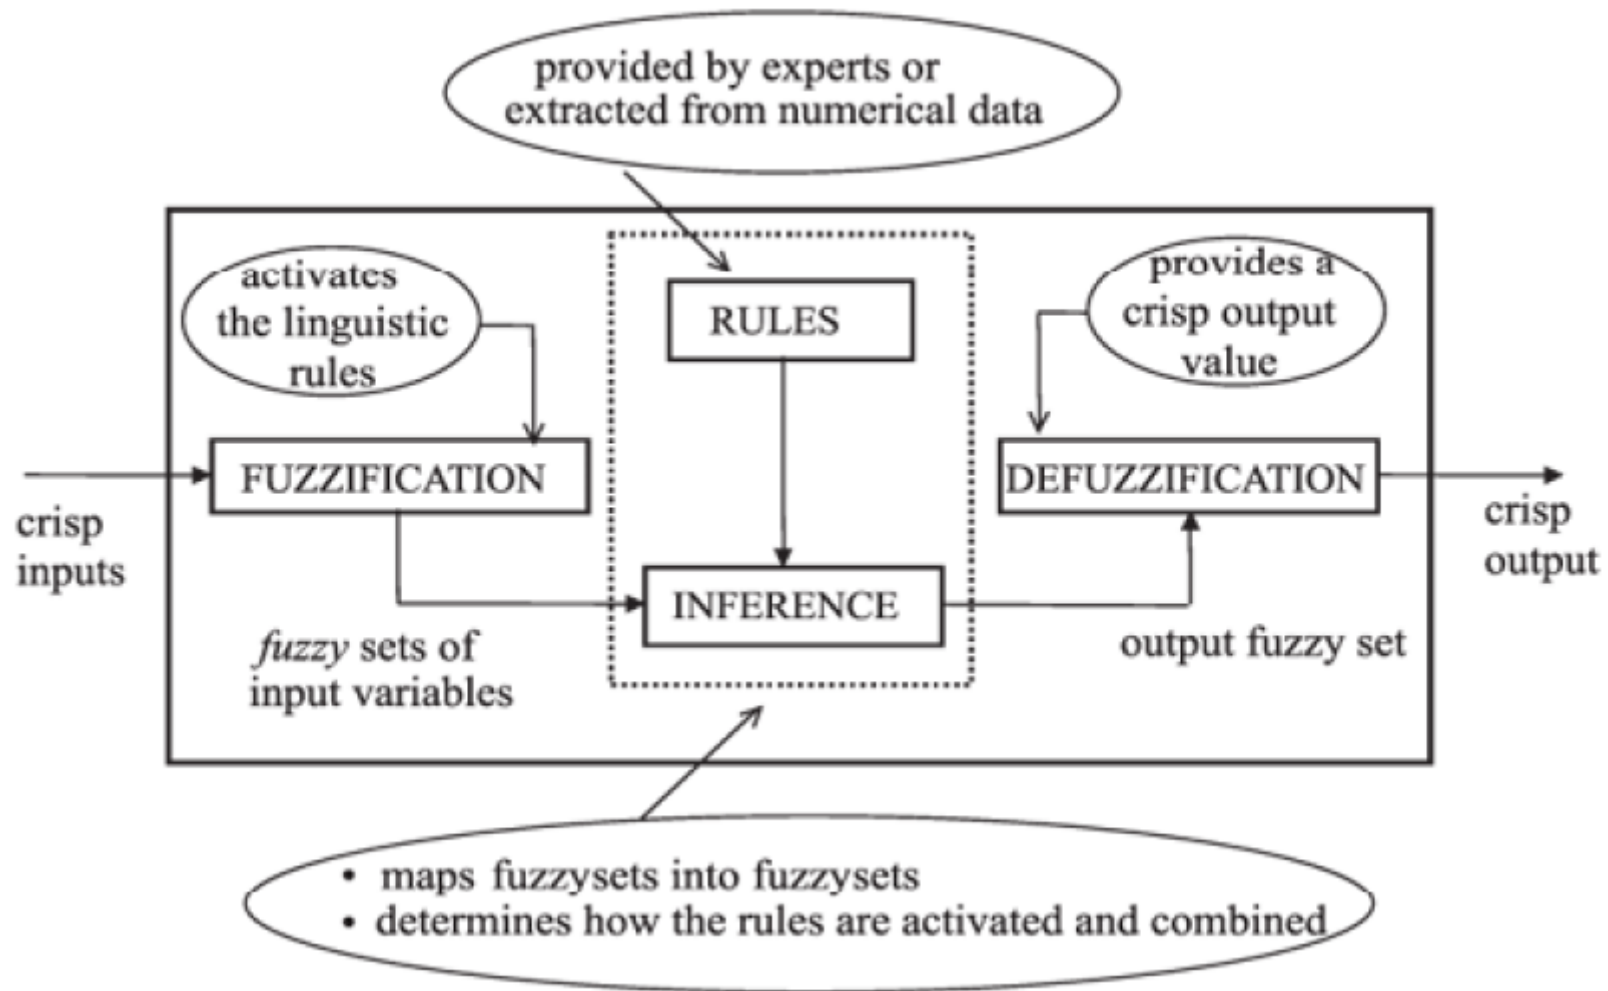 provided by experts or
extracted from numerical data
activates
the linguistic
rules
RULES
provides a
crisp output
value
FUZZIFICATION
DEFUZZIFICATION
crisp
inputs
crisp
output
INFERENCE
fuzzy sets of
input variables
output fuzzy set
• maps fuzzysets into fuzzysets
• determines how the rules are activated and combined